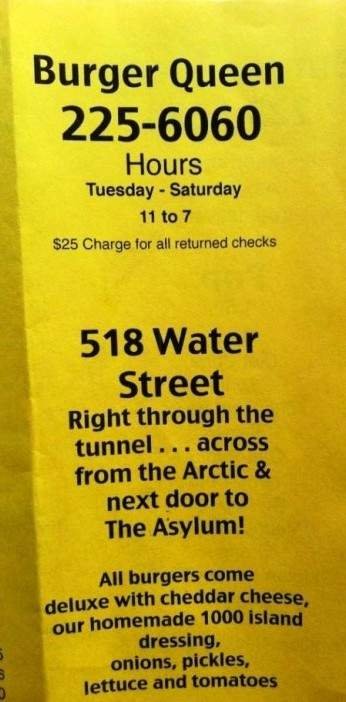 Burger Queen
225-6060
Hours
Tuesday - Saturday
11 to 7
$25 Charge for all returned checks
518 Water
Street
Right through the
tunnel . . . across
from the Arctic &
next door to
The Asylum!
All burgers come
deluxe with cheddar cheese,
our homemade 1000 island
dressing,
onions, pickles,
lettuce and tomatoes